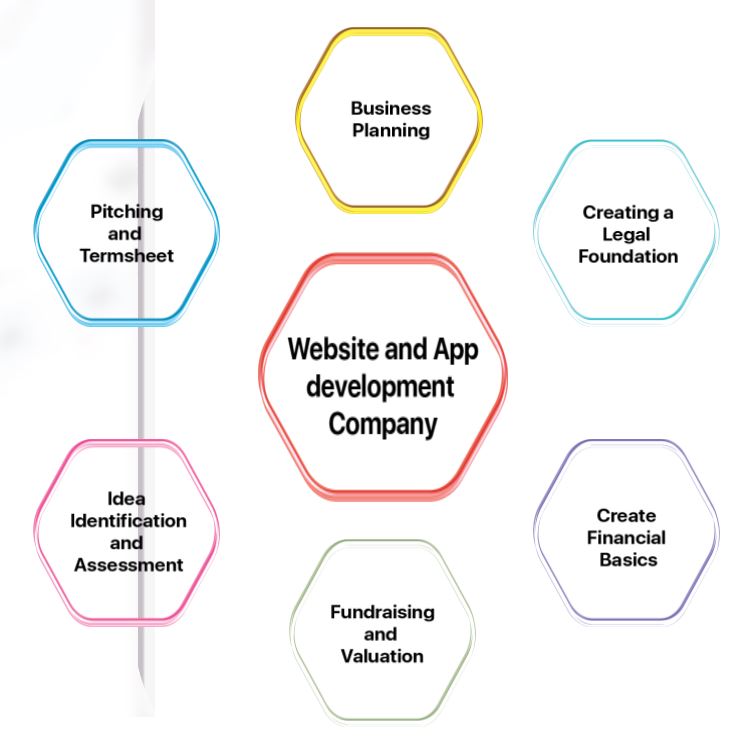 Business
Planning
Pitching
and
Termsheet
Creating a
Legal
Foundation
Website and App
development
Company
Idea
Identification
and
Assessment
Create
Financial
Basics
Fundraising
and
Valuation